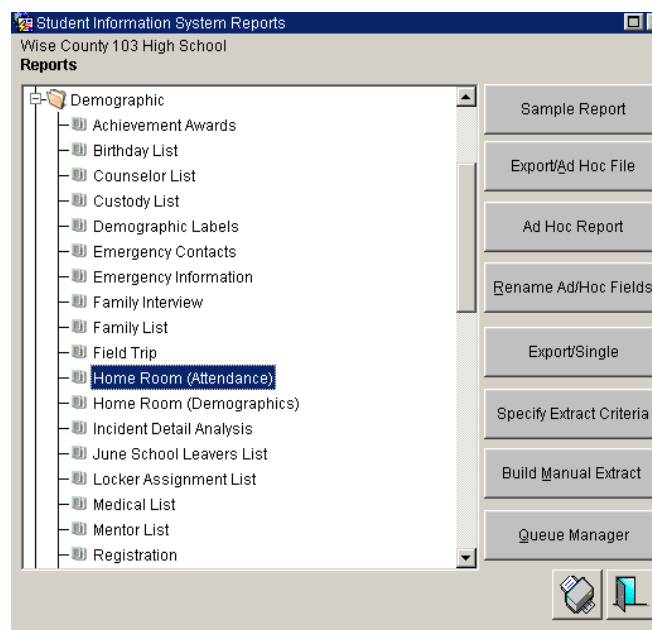 Student Information System Reports
Wise County 103 High School
Reports
Demographic
Achievement Awards
Birthday List
Counselor List
Custody List
Demographic Labels
Emergency Contacts
Emergency Information
Family Interview
Family List
Field Trip
Home Room (Attendance)
Home Room (Demographics)
Incident Detail Analysis
June School Leavers List
Locker Assignment List
Medical List
Mentor List
Registration
Sample Report
Export/Ad Hoc File
Ad Hoc Report
Rename Ad/Hoc Fields
Export/Single
Specify Extract Criteria
Build Manual Extract
Queue Manager